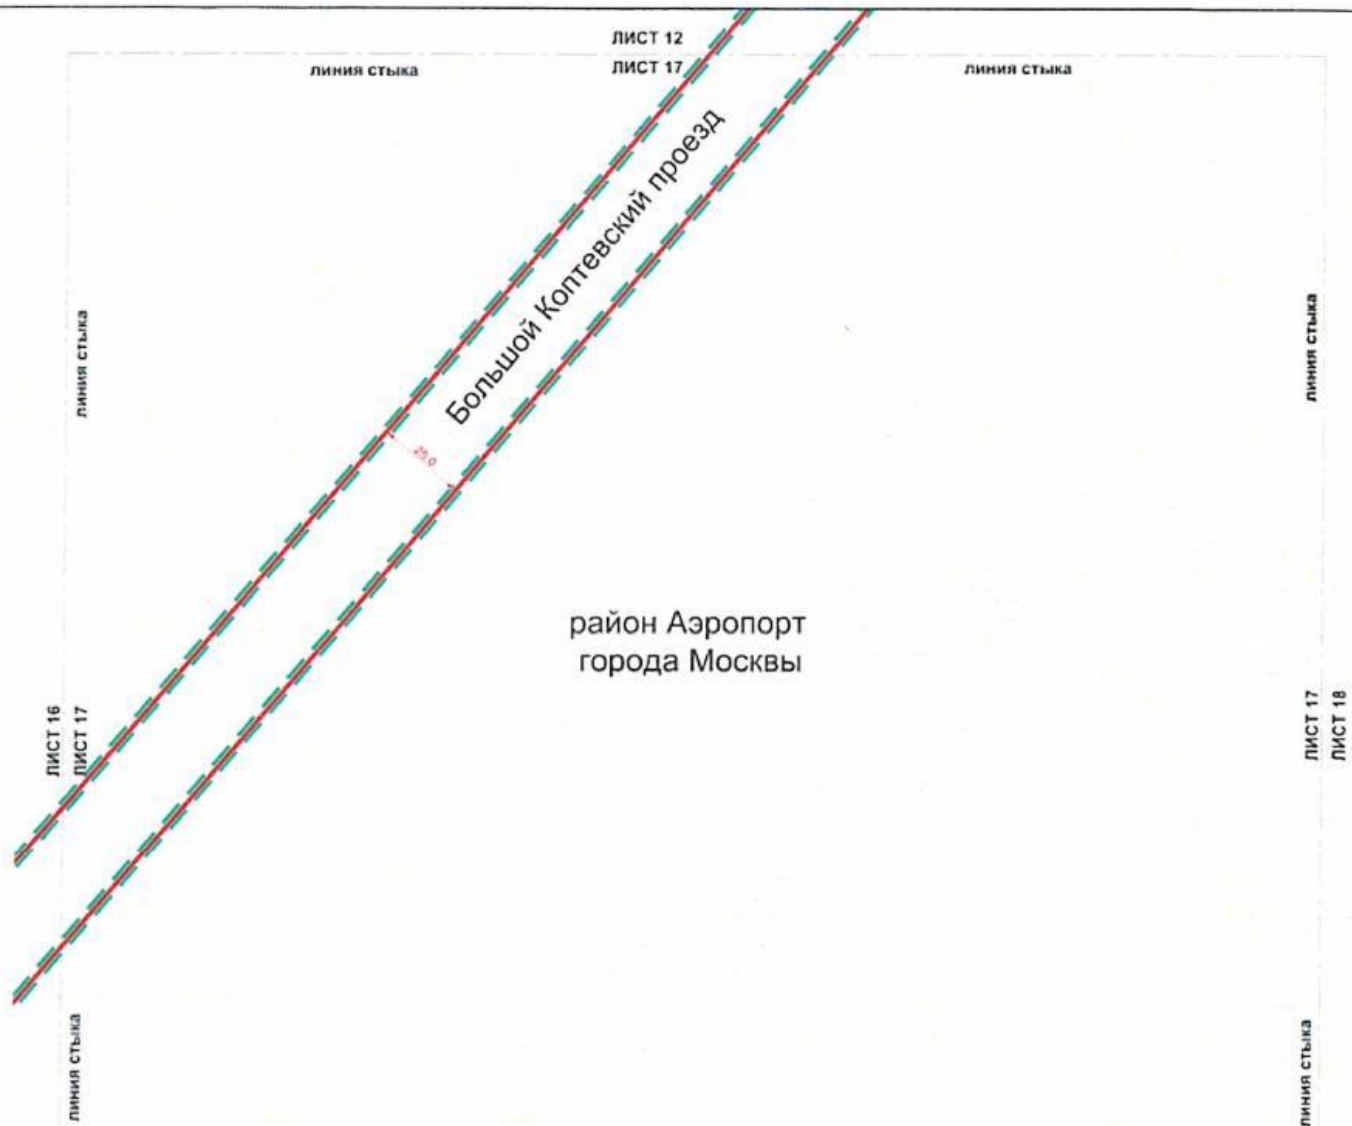 ЛИСТ 12
линия стыка
ЛИСТ 17
линия стыка
Большой Коптевский проезд
линия стыка
линия стыка
25.0
район Аэропорт
города Москвы
ЛИСТ 16
ЛИСТ 17
ЛИСТ 17
ЛИСТ 18
линия стыка
линия стыка